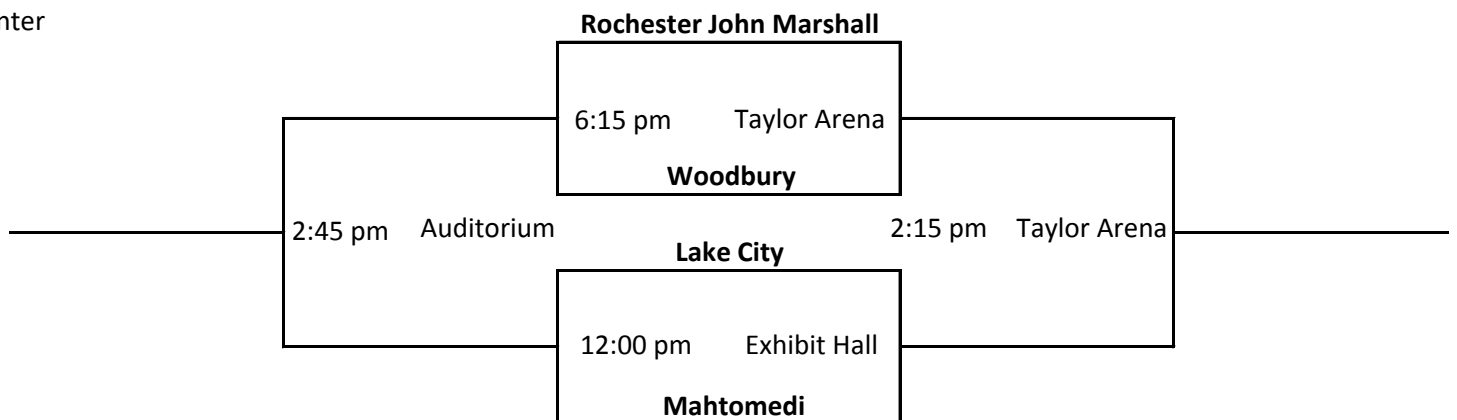 nter
Rochester John Marshall
6:15 pm Taylor Arena
Woodbury
2:45 pm Auditorium 2:15 pm Taylor Arena
Lake City
12:00 pm Exhibit Hall
Mahtomedi